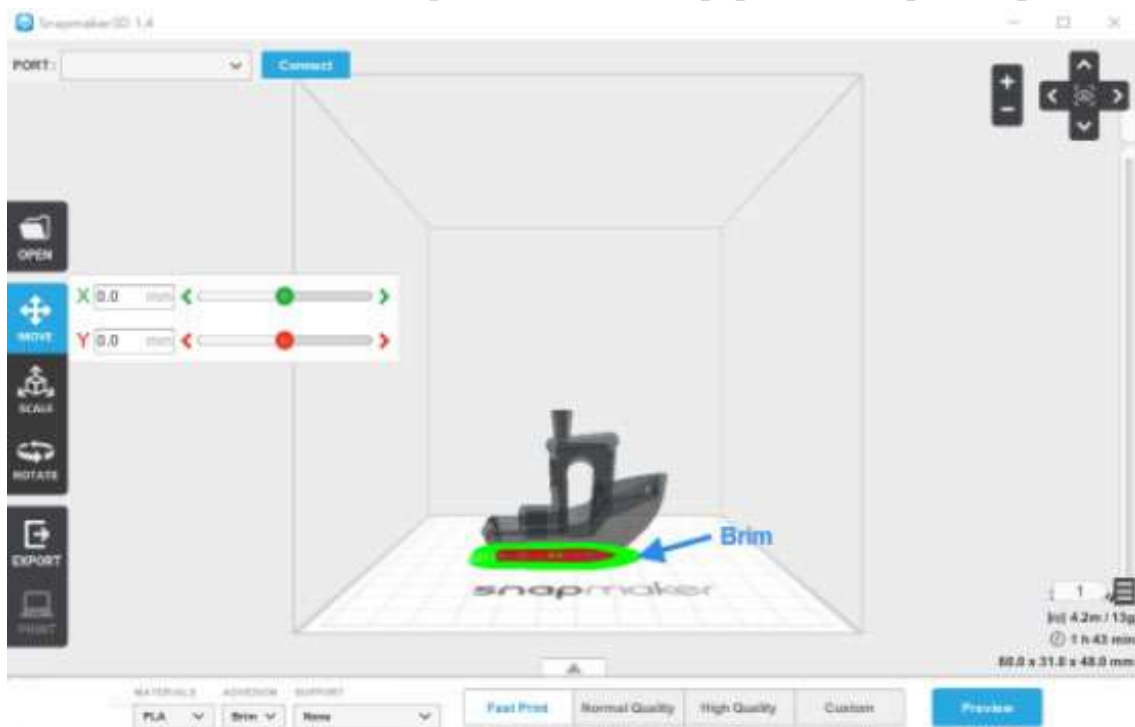 Snapmaker3D 1.4
PORT:
Connect
+
−
OPEN
X 0.0 mm
MOVE
Y 0.0 mm
SCALE
ROTATE
EXPORT
Brim
snapmaker
PRINT
1
4.2m / 13g
1 h 43 min
60.0 x 31.0 x 48.0 mm
MATERIALS ADHESION SUPPORT
PLA Brim None
Fast Print Normal Quality High Quality Custom Preview